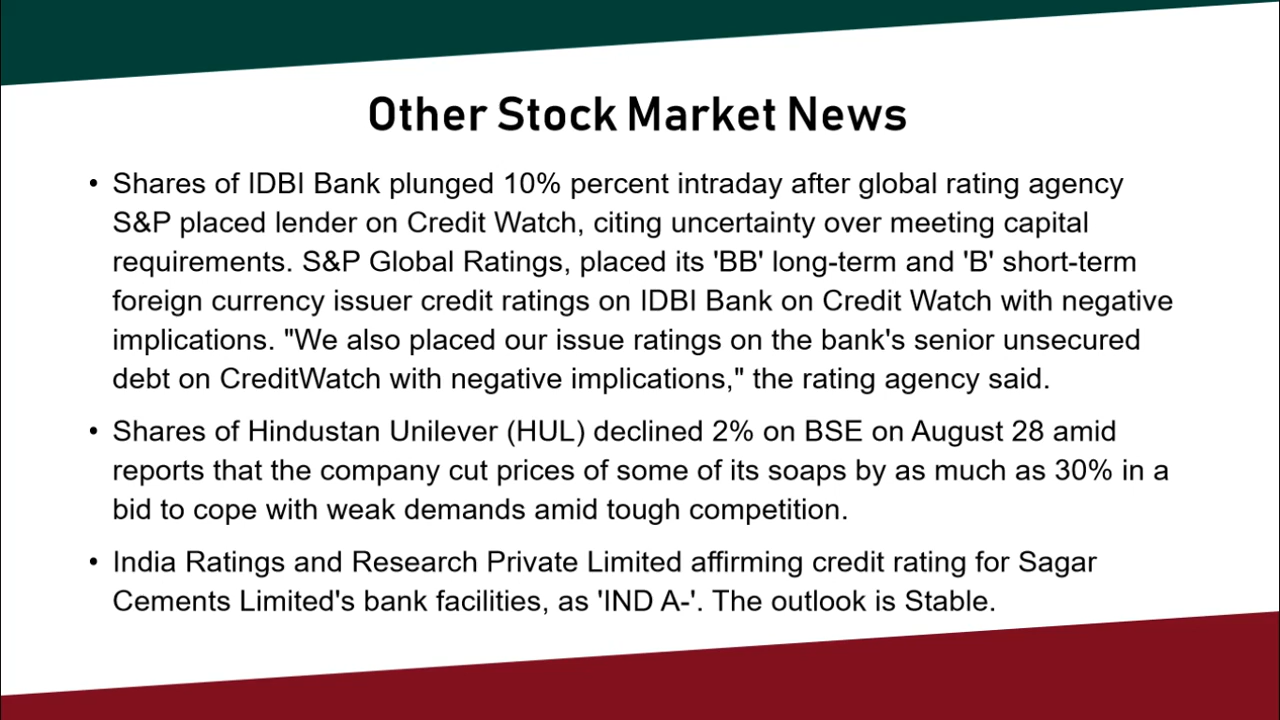 Other Stock Market News
• Shares of IDBI Bank plunged 10% percent intraday after global rating agency
S&P placed lender on Credit Watch, citing uncertainty over meeting capital
requirements. S&P Global Ratings, placed its 'BB' long-term and 'B' short-term
foreign currency issuer credit ratings on IDBI Bank on Credit Watch with negative
implications. "We also placed our issue ratings on the bank's senior unsecured
debt on CreditWatch with negative implications," the rating agency said.
• Shares of Hindustan Unilever (HUL) declined 2% on BSE on August 28 amid
reports that the company cut prices of some of its soaps by as much as 30% in a
bid to cope with weak demands amid tough competition.
• India Ratings and Research Private Limited affirming credit rating for Sagar
Cements Limited's bank facilities, as 'IND A-'. The outlook is Stable.